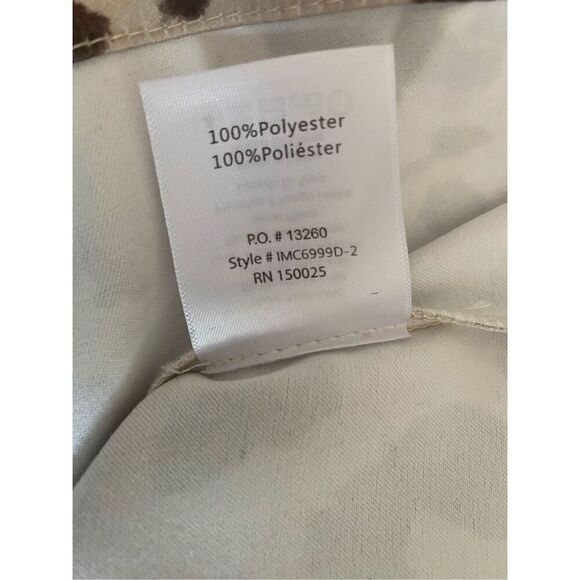 100%Polyester
100%Poliéster
P.O. # 13260
Style # IMC6999D-2
RN 150025